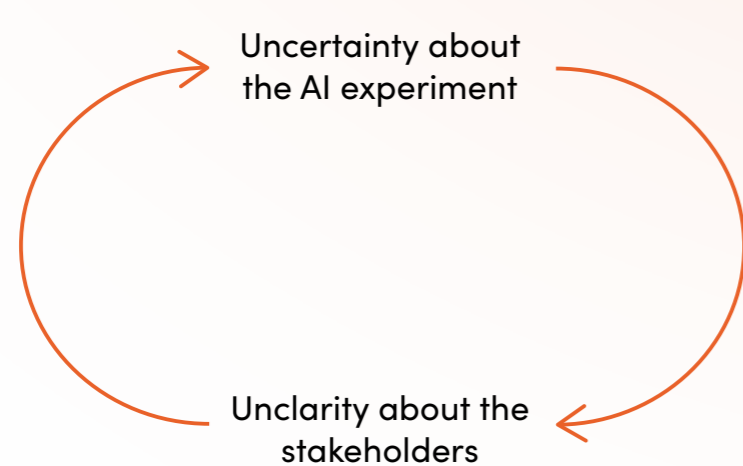 Uncertainty about
the AI experiment
Unclarity about the
stakeholders